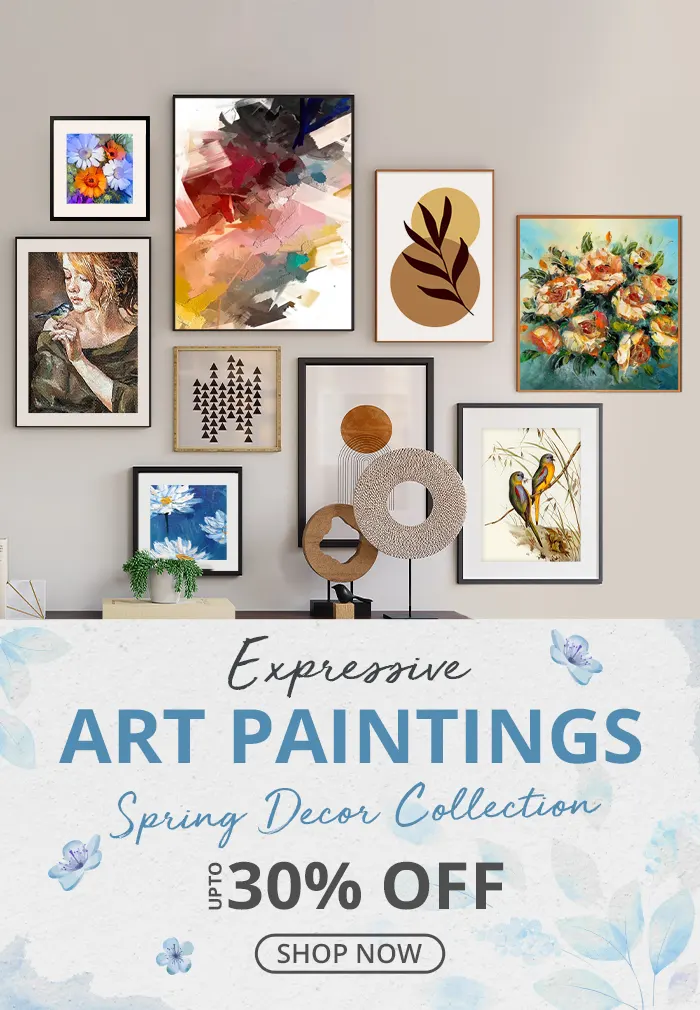 Expressive
ART PAINTINGS
Spring Decor Collection
UPTO 30% OFF
SHOP NOW